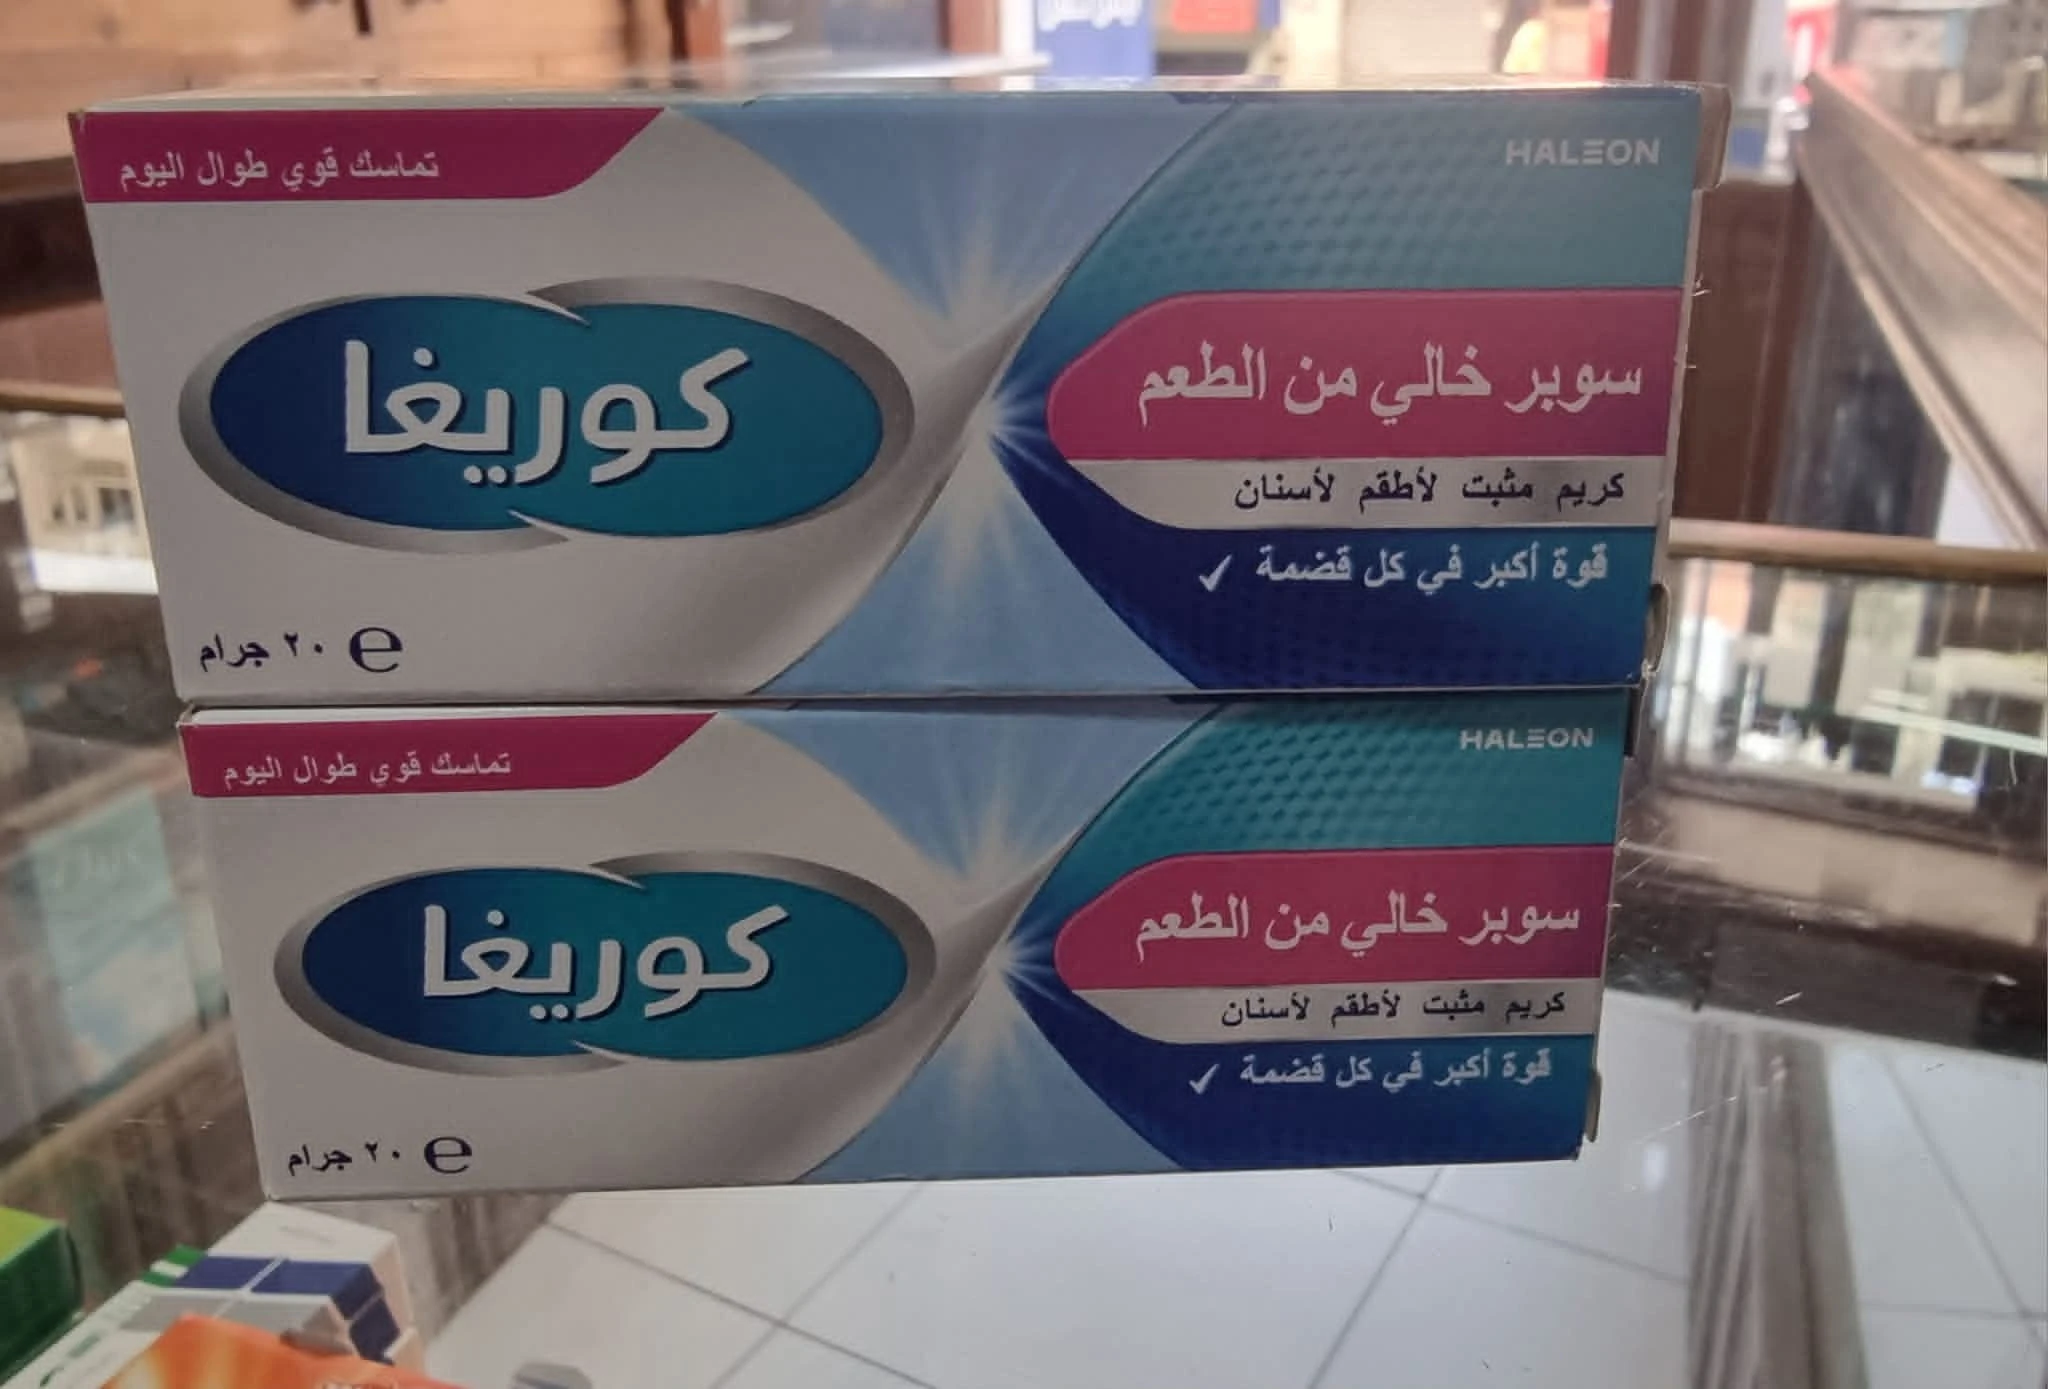 تماسك قوي طوال اليوم
HALEON
كوريغا
سوبر خالي من الطعم
كريم مثبت لأطقم لأسنان
قوة أكبر في كل قضمة ✓
٢٠ جرام e
تماسك قوي طوال اليوم
HALEON
كوريغا
سوبر خالي من الطعم
كريم مثبت لأطقم لأسنان
قوة أكبر في كل قضمة ✓
٢٠ جرام e